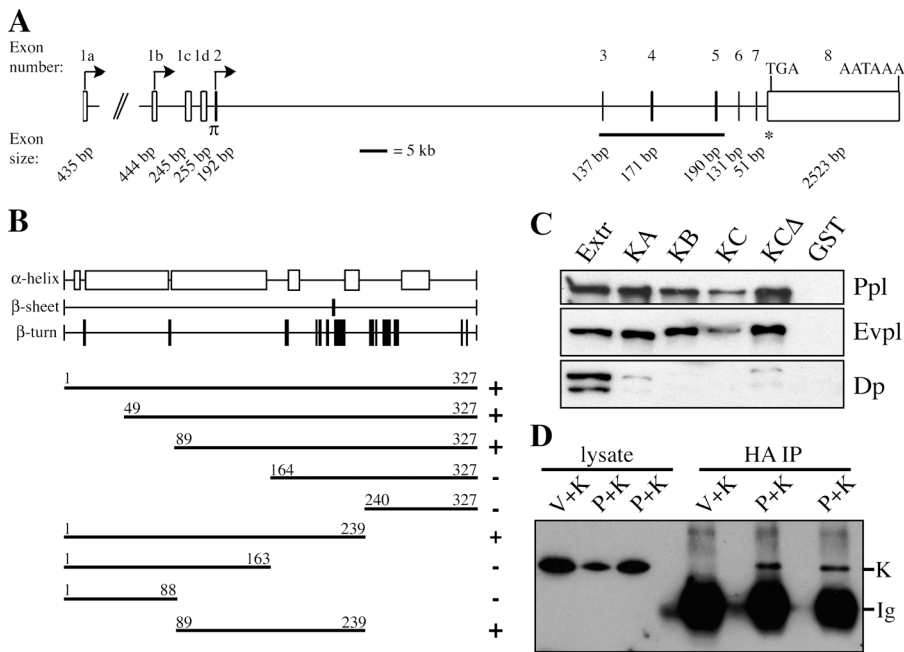 A
Exon number:
1a 1b 1c 1d 2 3 4 5 6 7 8
TGA AATAAA
π
*
Exon size:
= 5 kb
435 bp 444 bp 245 bp 255 bp 192 bp 137 bp 171 bp 190 bp 131 bp 51 bp 2523 bp
B
α-helix
β-sheet
β-turn
1 327 +
49 327 +
89 327 +
164 327 -
240 327 -
1 239 +
1 163 -
1 88 -
89 239 +
C
Extr KA KB KC KCΔ GST
Ppl
Evpl
Dp
D
lysate HA IP
V+K P+K P+K V+K P+K P+K
K
Ig